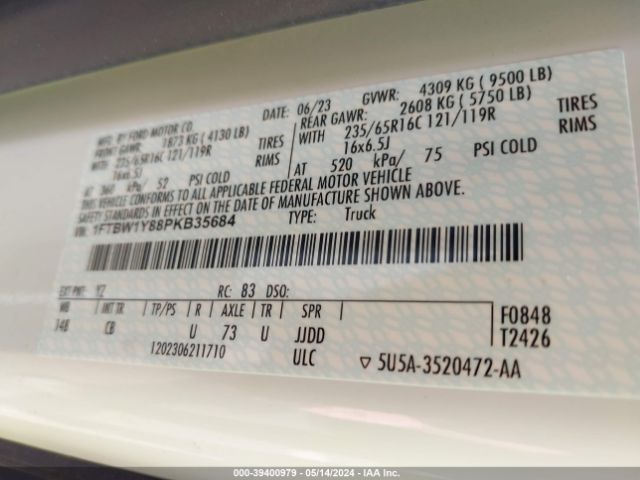 MFG. BY FORD MOTOR CO. DATE: 06/23 GVWR: 4309 KG ( 9500 LB)
FRONT GAWR: 1873 KG ( 4130 LB) REAR GAWR: 2608 KG ( 5750 LB)
WITH 235/65R16C 121/119R TIRES WITH 235/65R16C 121/119R TIRES
16x6.5J RIMS 16x6.5J RIMS
AT 360 kPa/ 52 PSI COLD AT 520 kPa/ 75 PSI COLD
VEHICLE CONFORMS TO ALL APPLICABLE FEDERAL MOTOR VEHICLE
SAFETY STANDARDS IN EFFECT ON THE DATE OF MANUFACTURE SHOWN ABOVE.
VIN: 1FTBW1Y88PKB35684 TYPE: Truck
EXT PNT: YZ RC: 83 DSO:
WB INT TR TP/PS R AXLE TR SPR
148 CB U 73 U JJDD
F0848
T2426
1202306211710 ULC ▽ 5U5A-3520472-AA
000-39400979 - 05/14/2024 - IAA Inc.